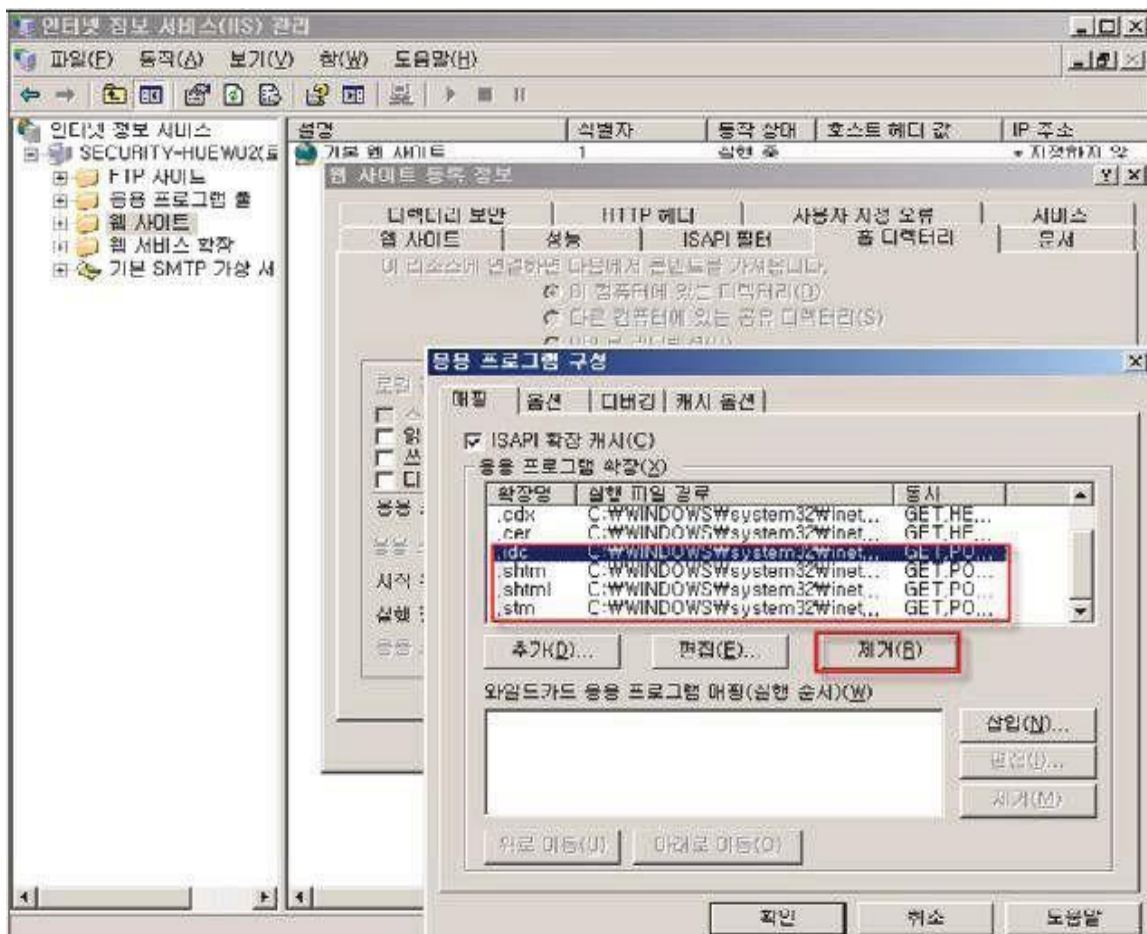 인터넷 정보 서비스(IIS) 관리
파일(F) 동작(A) 보기(V) 창(W) 도움말(H)
인터넷 정보 서비스
SECURITY-HUEWU2(로
FTP 사이트
응용 프로그램 풀
웹 사이트
웹 서비스 확장
기본 SMTP 가상 서
설명 식별자 동작 상태 호스트 헤더 값 IP 주소
기본 웹 사이트 1 실행 중 * 지정하지 않
웹 사이트 등록 정보
디렉터리 보안 HTTP 헤더 사용자 지정 오류 서비스
웹 사이트 성능 ISAPI 필터 홈 디렉터리 문서
이 리소스에 연결하면 다음에서 콘텐트를 가져옵니다.
이 컴퓨터에 있는 디렉터리(D)
다른 컴퓨터에 있는 공유 디렉터리(S)
응용 프로그램 구성
매핑 옵션 디버깅 캐시 옵션
로컬
읽
쓰
디
응용
시작
실행
응용
ISAPI 확장 캐시(C)
응용 프로그램 확장(X)
확장명 실행 파일 경로 동사
.cdx C:₩WINDOWS₩system32₩inet... GET,HE...
.cer C:₩WINDOWS₩system32₩inet... GET,HE...
.idc C:₩WINDOWS₩system32₩inet... GET,PO...
.shtm C:₩WINDOWS₩system32₩inet... GET,PO...
.shtml C:₩WINDOWS₩system32₩inet... GET,PO...
.stm C:₩WINDOWS₩system32₩inet... GET,PO...
추가(D)... 편집(E)... 제거(R)
와일드카드 응용 프로그램 매핑(실행 순서)(W)
삽입(N)...
편집(I)...
제거(M)
위로 이동(U) 아래로 이동(O)
확인 취소 도움말